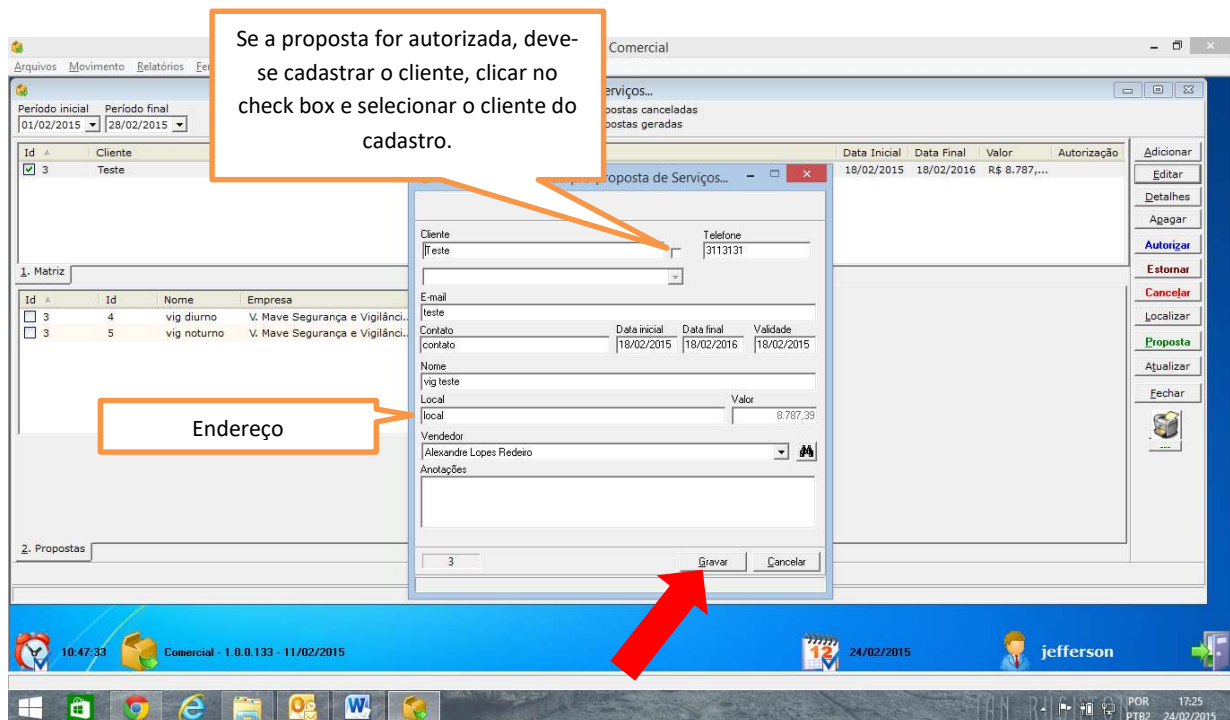 Se a proposta for autorizada, deve-
se cadastrar o cliente, clicar no
check box e selecionar o cliente do
cadastro.
Comercial
Arquivos Movimento Relatórios
erviços...
Período inicial Período final
01/02/2015 28/02/2015
postas canceladas
postas geradas
Id Cliente Data Inicial Data Final Valor Autorização
3 Teste 18/02/2015 18/02/2016 R$ 8.787,...
Adicionar
Editar
Detalhes
Apagar
Autorizar
Estornar
Cancelar
Localizar
Proposta
Atualizar
Fechar
---
1. Matriz
Id Id Nome Empresa
3 4 vig diurno V. Mave Segurança e Vigilânci...
3 5 vig noturno V. Mave Segurança e Vigilânci...
2. Propostas
proposta de Serviços...
Cliente Telefone
Teste 3113131
E-mail
teste
Contato Data inicial Data final Validade
contato 18/02/2015 18/02/2016 18/02/2015
Nome
vig teste
Local Valor
local 8.787,39
Vendedor
Alexandre Lopes Redeiro
Anotações
3 Gravar Cancelar
Endereço
10:47:33 Comercial - 1.0.0.133 - 11/02/2015 12 24/02/2015 jefferson
POR 17:25
PTB2 24/02/2015